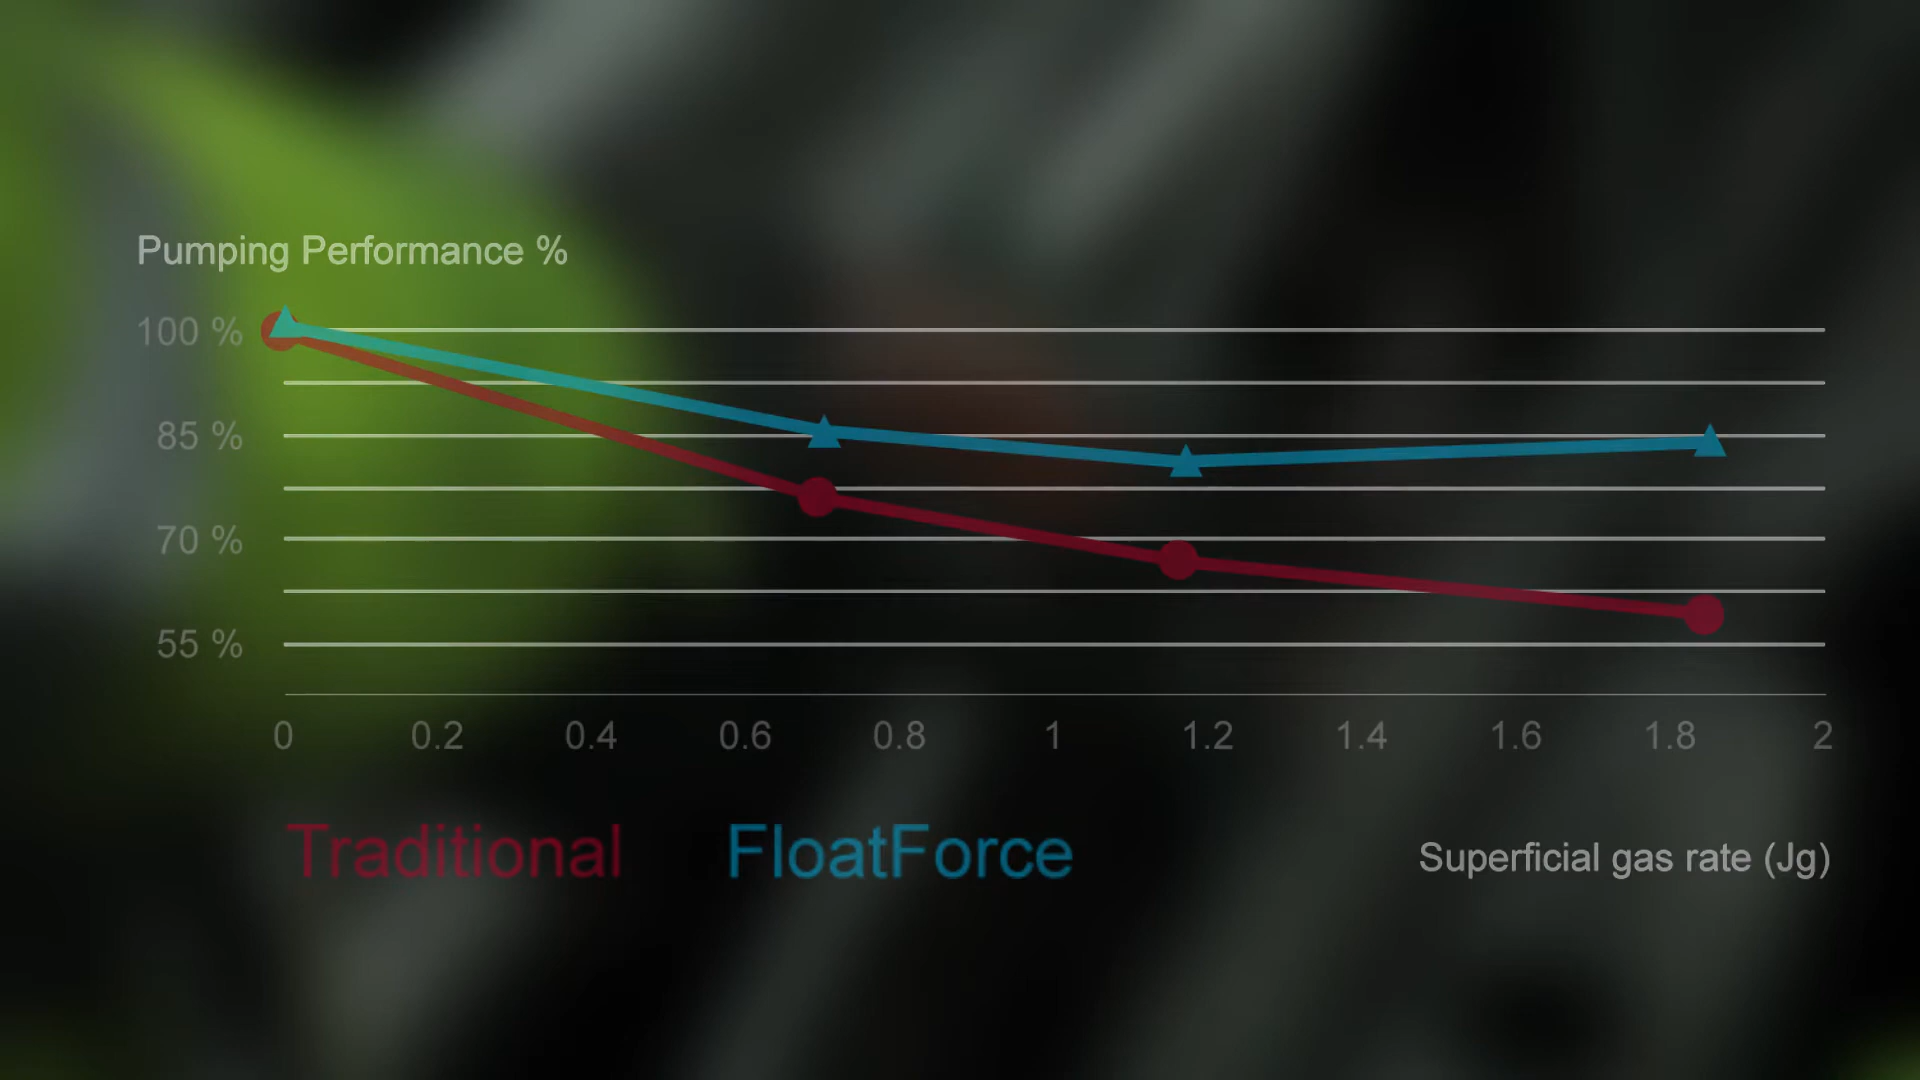 Pumping Performance %
100 %
85 %
70 %
55 %
0 0.2 0.4 0.6 0.8 1 1.2 1.4 1.6 1.8 2
Traditional FloatForce Superficial gas rate (Jg)